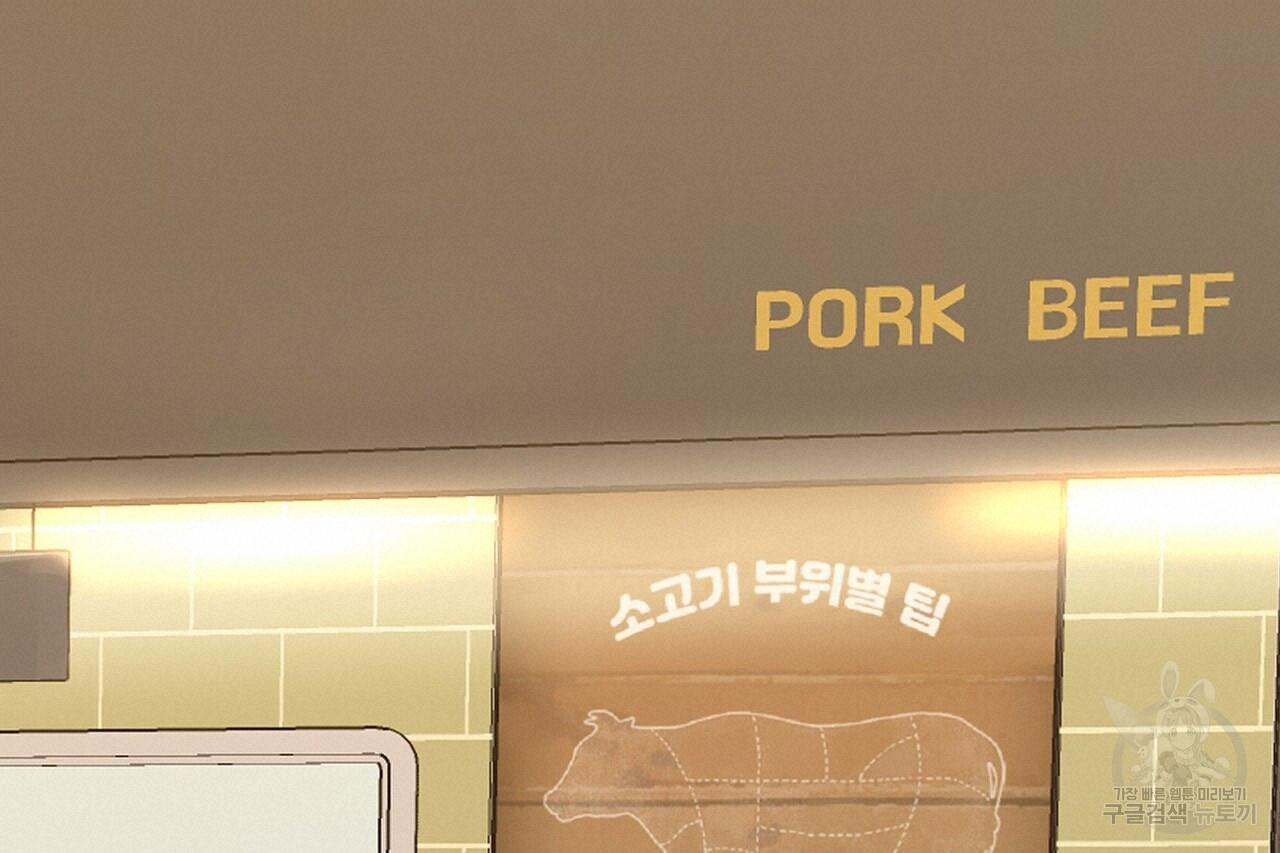 PORK BEEF
소고기 부위별 팁
가장 빠른 웹툰 미리보기
구글검색 뉴토끼